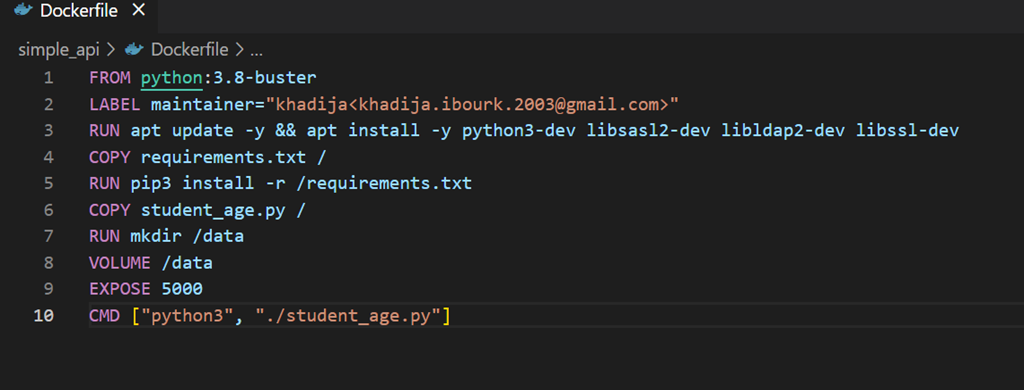 Dockerfile ×
simple_api > Dockerfile > ...
1 FROM python:3.8-buster
2 LABEL maintainer="khadija<khadija.ibourk.2003@gmail.com>"
3 RUN apt update -y && apt install -y python3-dev libsasl2-dev libldap2-dev libssl-dev
4 COPY requirements.txt /
5 RUN pip3 install -r /requirements.txt
6 COPY student_age.py /
7 RUN mkdir /data
8 VOLUME /data
9 EXPOSE 5000
10 CMD ["python3", "./student_age.py"]